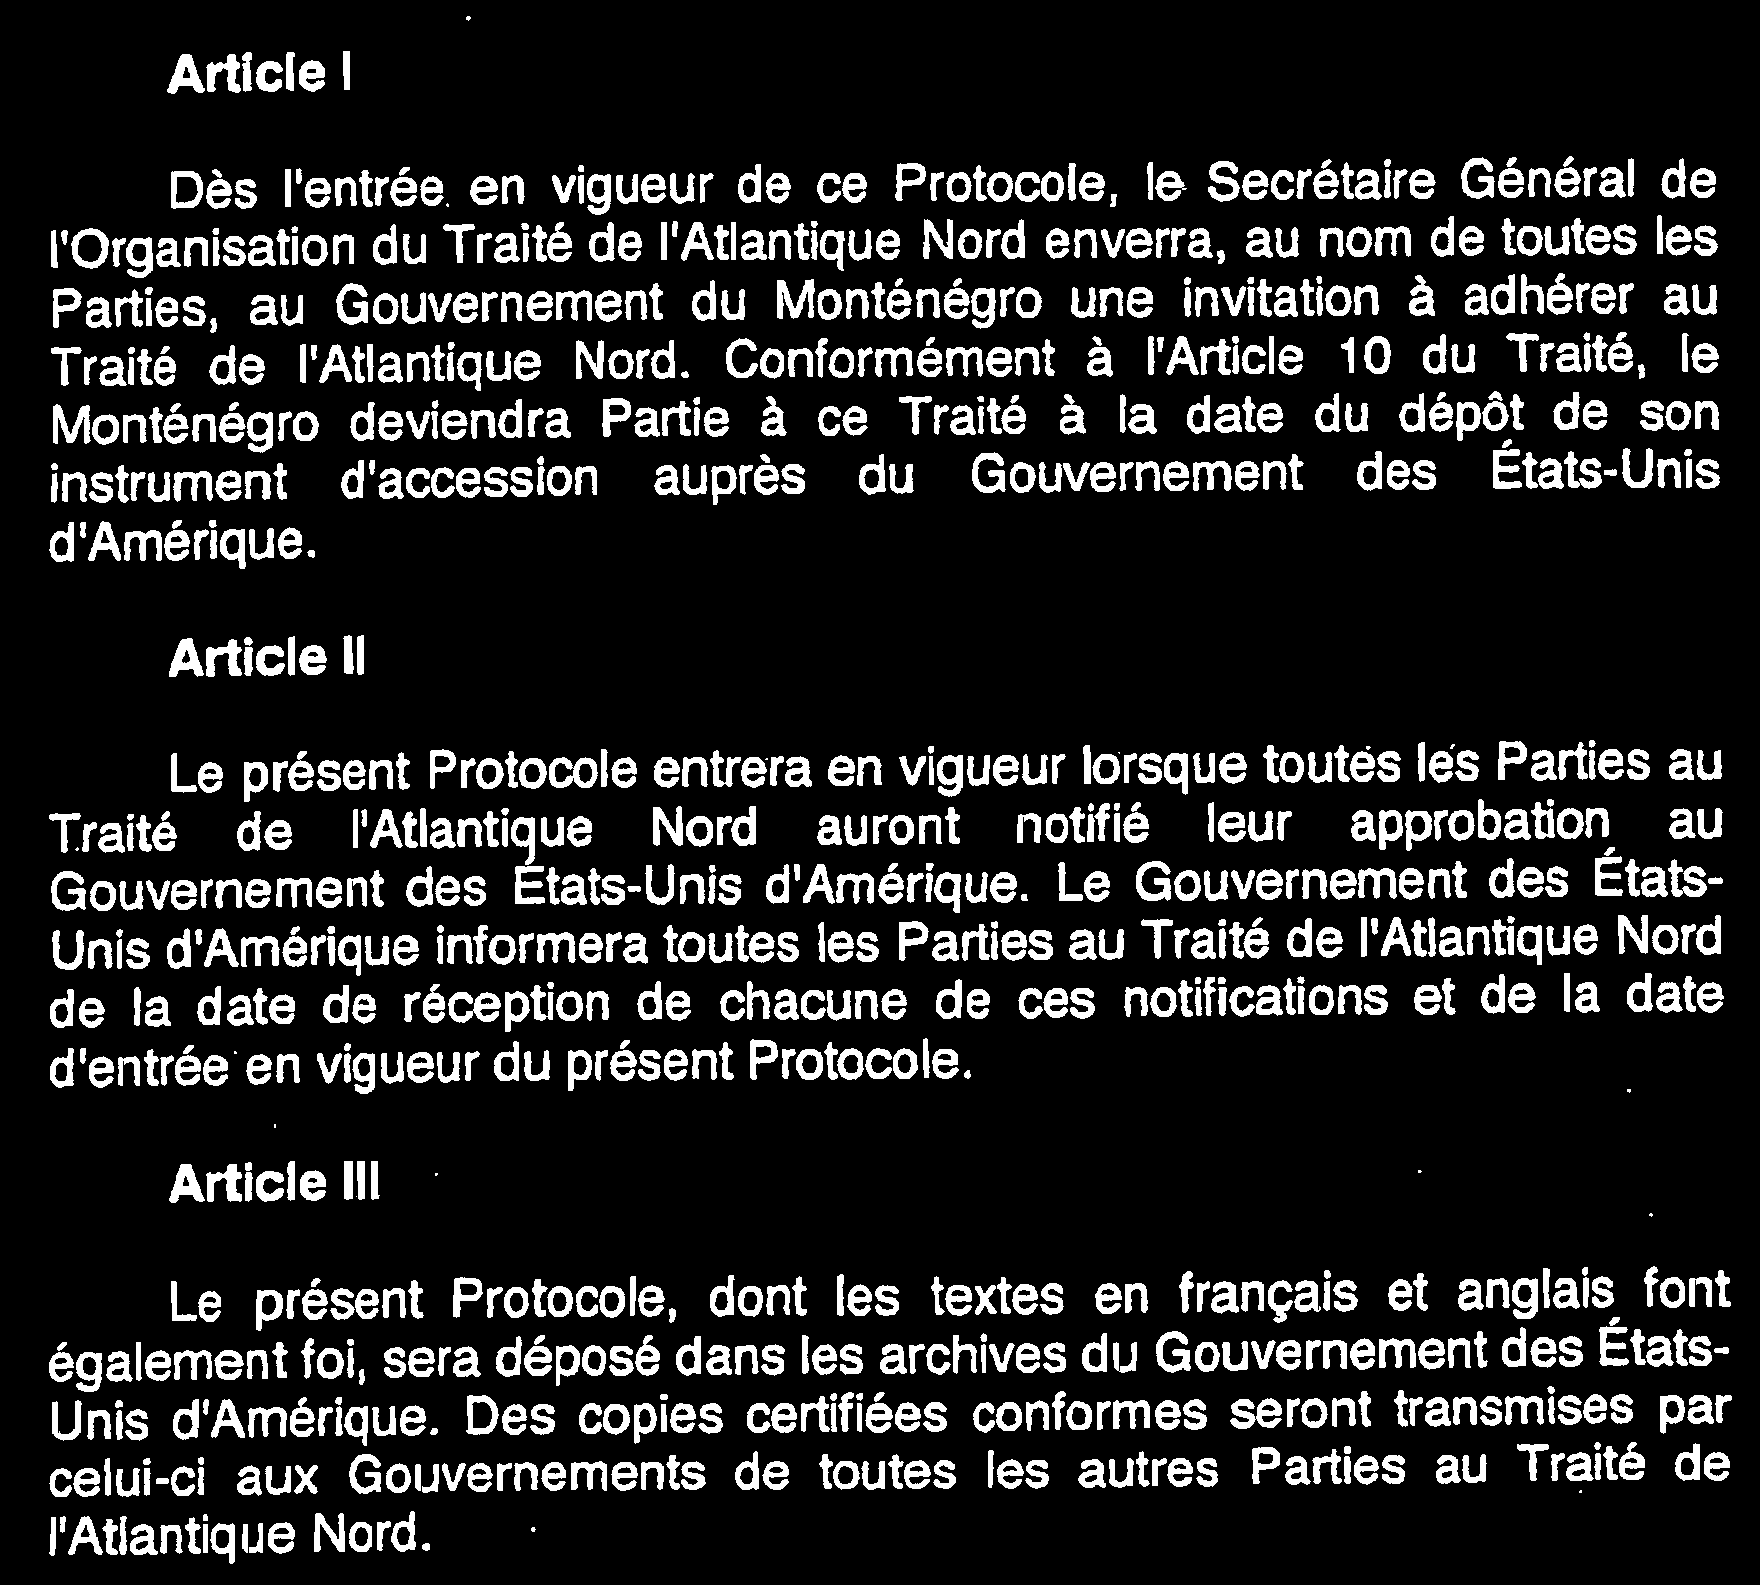 Article I
Dès l'entrée en vigueur de ce Protocole, le Secrétaire Général de
l'Organisation du Traité de l'Atlantique Nord enverra, au nom de toutes les
Parties, au Gouvernement du Monténégro une invitation à adhérer au
Traité de l'Atlantique Nord. Conformément à l'Article 10 du Traité, le
Monténégro deviendra Partie à ce Traité à la date du dépôt de son
instrument d'accession auprès du Gouvernement des États-Unis
d'Amérique.
Article II
Le présent Protocole entrera en vigueur lorsque toutes les Parties au
Traité de l'Atlantique Nord auront notifié leur approbation au
Gouvernement des États-Unis d'Amérique. Le Gouvernement des États-
Unis d'Amérique informera toutes les Parties au Traité de l'Atlantique Nord
de la date de réception de chacune de ces notifications et de la date
d'entrée en vigueur du présent Protocole.
Article III
Le présent Protocole, dont les textes en français et anglais font
également foi, sera déposé dans les archives du Gouvernement des États-
Unis d'Amérique. Des copies certifiées conformes seront transmises par
celui-ci aux Gouvernements de toutes les autres Parties au Traité de
l'Atlantique Nord.